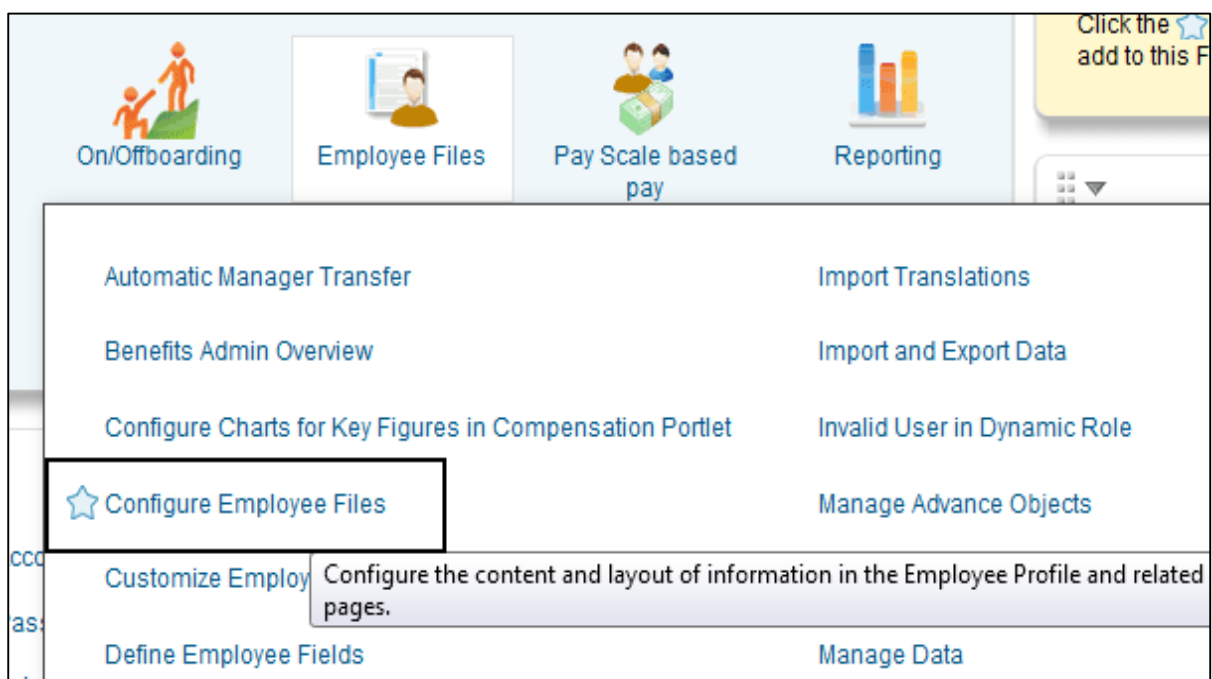 Click the
add to this F
On/Offboarding
Employee Files
Pay Scale based
pay
Reporting
Automatic Manager Transfer
Import Translations
Benefits Admin Overview
Import and Export Data
Configure Charts for Key Figures in Compensation Portlet
Invalid User in Dynamic Role
Configure Employee Files
Manage Advance Objects
Customize Employ
Configure the content and layout of information in the Employee Profile and related
pages.
Define Employee Fields
Manage Data